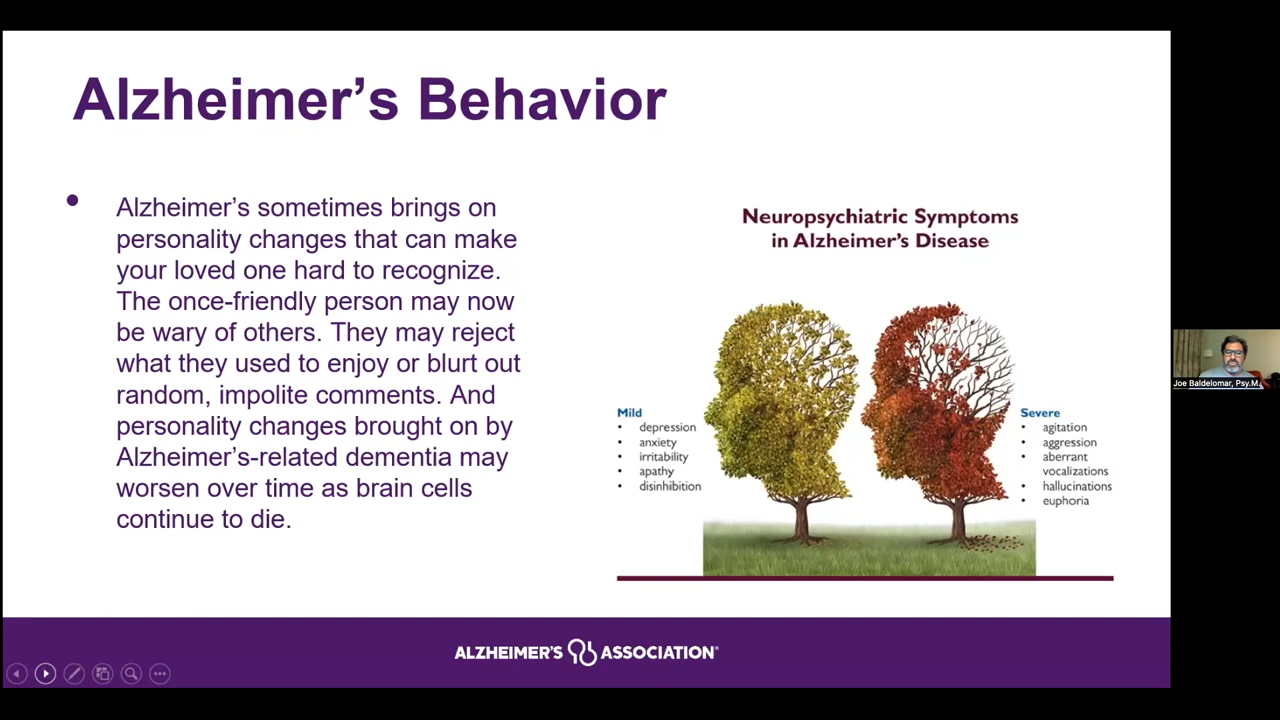 Alzheimer’s Behavior
• Alzheimer’s sometimes brings on
personality changes that can make
your loved one hard to recognize.
The once-friendly person may now
be wary of others. They may reject
what they used to enjoy or blurt out
random, impolite comments. And
personality changes brought on by
Alzheimer’s-related dementia may
worsen over time as brain cells
continue to die.
Neuropsychiatric Symptoms
in Alzheimer’s Disease
Mild
• depression
• anxiety
• irritability
• apathy
• disinhibition
Severe
• agitation
• aggression
• aberrant
vocalizations
• hallucinations
• euphoria
ALZHEIMER’S ASSOCIATION®
Joe Baldelomar, Psy.M.